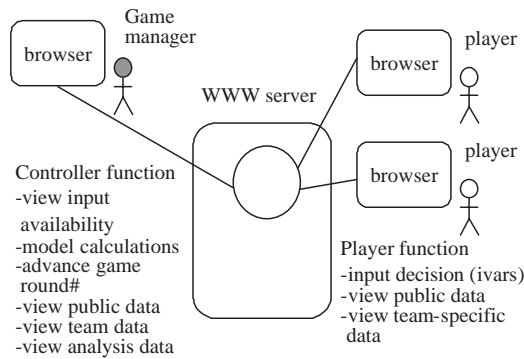 Game
manager
browser
WWW server
browser
player
browser
player
Controller function
-view input
availability
-model calculations
-advance game
round#
-view public data
-view team data
-view analysis data
Player function
-input decision (ivars)
-view public data
-view team-specific
data